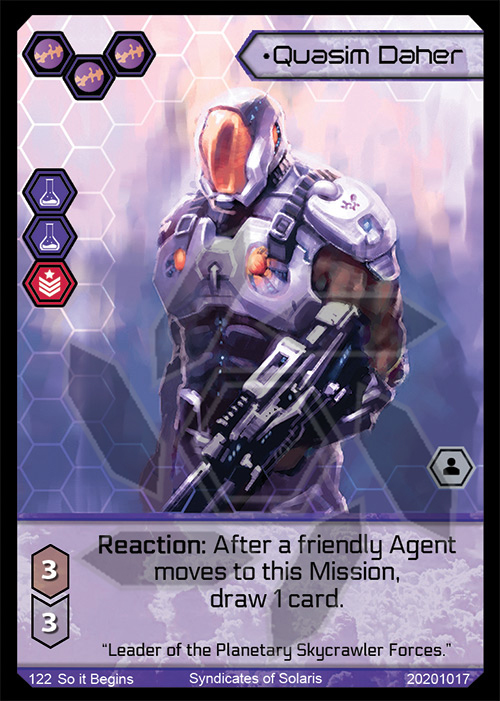 •Quasim Daher
3
3
Reaction: After a friendly Agent
moves to this Mission,
draw 1 card.
“Leader of the Planetary Skycrawler Forces.”
122 So it Begins
Syndicates of Solaris
20201017